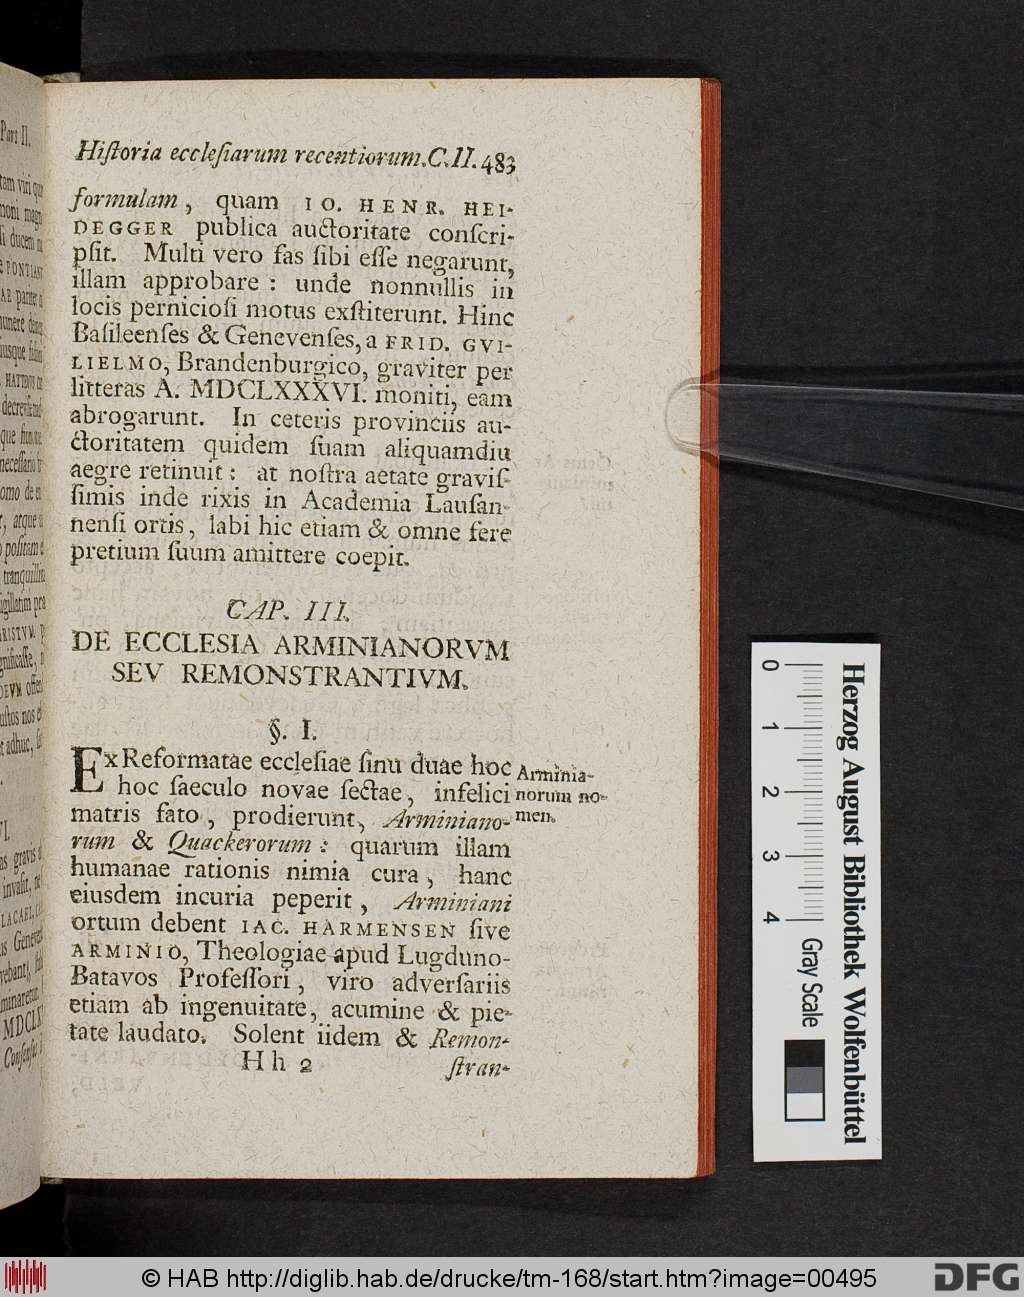 Hiſtoria eccleſiarum recentiorum. C. II. 483
formulam, quam IO. HENR. HEI-
DEGGER publica auctoritate conſcri-
pſit. Multi vero fas ſibi eſſe negarunt,
illam approbare : unde nonnullis in
locis pernicioſi motus exſtiterunt. Hinc
Baſileenſes & Genevenſes, a FRID. GVI-
LIELMO, Brandenburgico, graviter per
litteras A. MDCLXXXVI. moniti, eam
abrogarunt. In ceteris provinciis au-
ctoritatem quidem ſuam aliquamdiu
aegre retinuit : at noſtra aetate graviſ-
ſimis inde rixis in Academia Lauſan-
nenſi ortis, labi hic etiam & omne fere
pretium ſuum amittere coepit.
CAP. III.
DE ECCLESIA ARMINIANORVM
SEV REMONSTRANTIVM.
§. I.
Ex Reformatae eccleſiae ſinu duae hoc
hoc ſaeculo novae ſectae, infelici
matris fato, prodierunt, Arminiano-
rum & Quackerorum : quarum illam
humanae rationis nimia cura, hanc
eiusdem incuria peperit, Arminiani
ortum debent IAC. HARMENSEN ſive
ARMINIO, Theologiae apud Lugduno-
Batavos Profeſſori, viro adverſariis
etiam ab ingenuitate, acumine & pie-
tate laudato. Solent iidem & Remon-
Hh 2 ſtran-
Arminia-
norum no-
men.
Herzog August Bibliothek Wolfenbüttel
0 1 2 3 4 Gray Scale
© HAB http://diglib.hab.de/drucke/tm-168/start.htm?image=00495
DFG